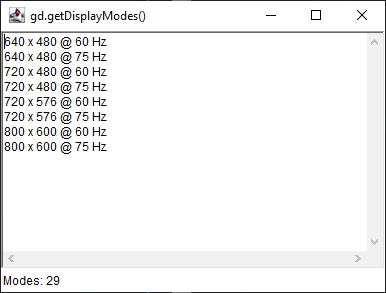 gd.getDisplayModes()
640 x 480 @ 60 Hz
640 x 480 @ 75 Hz
720 x 480 @ 60 Hz
720 x 480 @ 75 Hz
720 x 576 @ 60 Hz
720 x 576 @ 75 Hz
800 x 600 @ 60 Hz
800 x 600 @ 75 Hz
Modes: 29